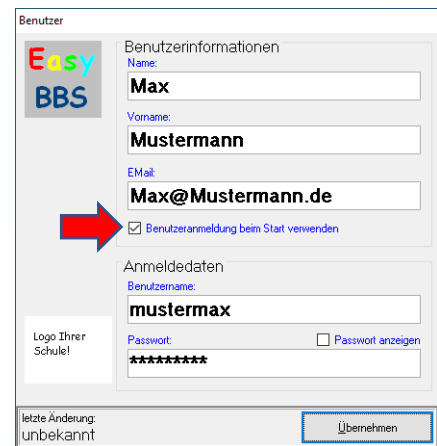 Benutzer
Easy
BBS
Benutzerinformationen
Name:
Max
Vorname:
Mustermann
EMail:
Max@Mustermann.de
Benutzeranmeldung beim Start verwenden
Anmeldedaten
Benutzername:
mustermax
Logo Ihrer
Schule!
Passwort:
Passwort anzeigen
*********
letzte Änderung:
unbekannt
Übernehmen